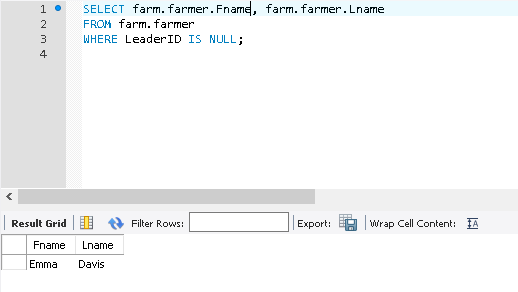 1 SELECT farm.farmer.Fname, farm.farmer.Lname
2 FROM farm.farmer
3 WHERE LeaderID IS NULL;
4
Result Grid Filter Rows: Export: Wrap Cell Content: IA
Fname Lname
Emma Davis